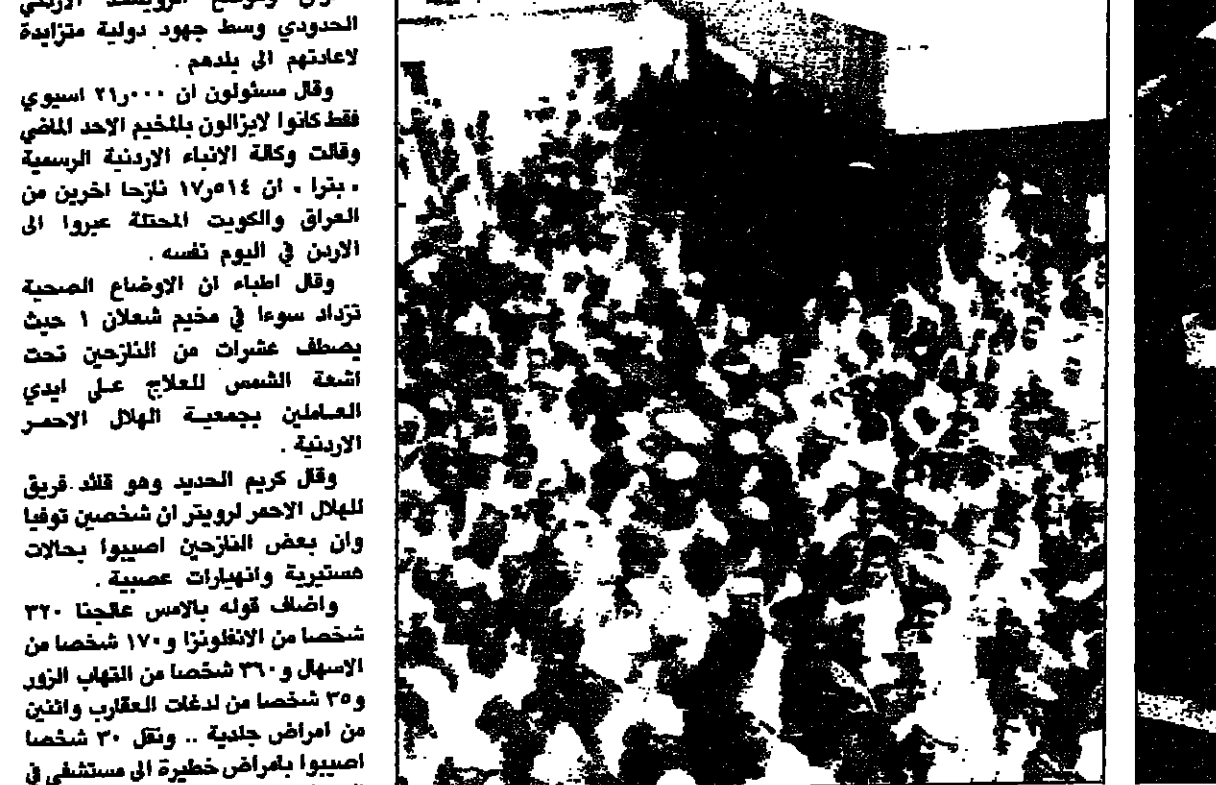 الحدودي وسط جهود دولية متزايدة
لاعادتهم الى بلدهم .
وقال مسئولون ان ٢١٫٠٠٠ اسيوي
فقط كانوا لايزالون بالمخيم الاحد الماضي
وقالت وكالة الانباء الاردنية الرسمية
« بترا » ان ١٧٫٥١٤ نازحا اخرين من
العراق والكويت المحتلة عبروا الى
الاردن في اليوم نفسه .
وقال اطباء ان الاوضاع الصحية
تزداد سوءا في مخيم شعلان ١ حيث
يصطف عشرات من النازحين تحت
اشعة الشمس للعلاج على ايدي
العاملين بجمعية الهلال الاحمر
الاردنية .
وقال كريم الحديد وهو قائد فريق
للهلال الاحمر لرويتر ان شخصين توفيا
وان بعض النازحين اصيبوا بحالات
هستيرية وانهيارات عصبية .
واضاف قوله بالامس عالجنا ٣٢٠
شخصا من الانفلونزا و١٧٠ شخصا من
الاسهال و٣٦٠ شخصا من التهاب الزور
و٣٥ شخصا من لدغات العقارب واثنين
من امراض جلدية .. ونقل ٣٠ شخصا
اصيبوا بامراض خطيرة الى مستشفى في